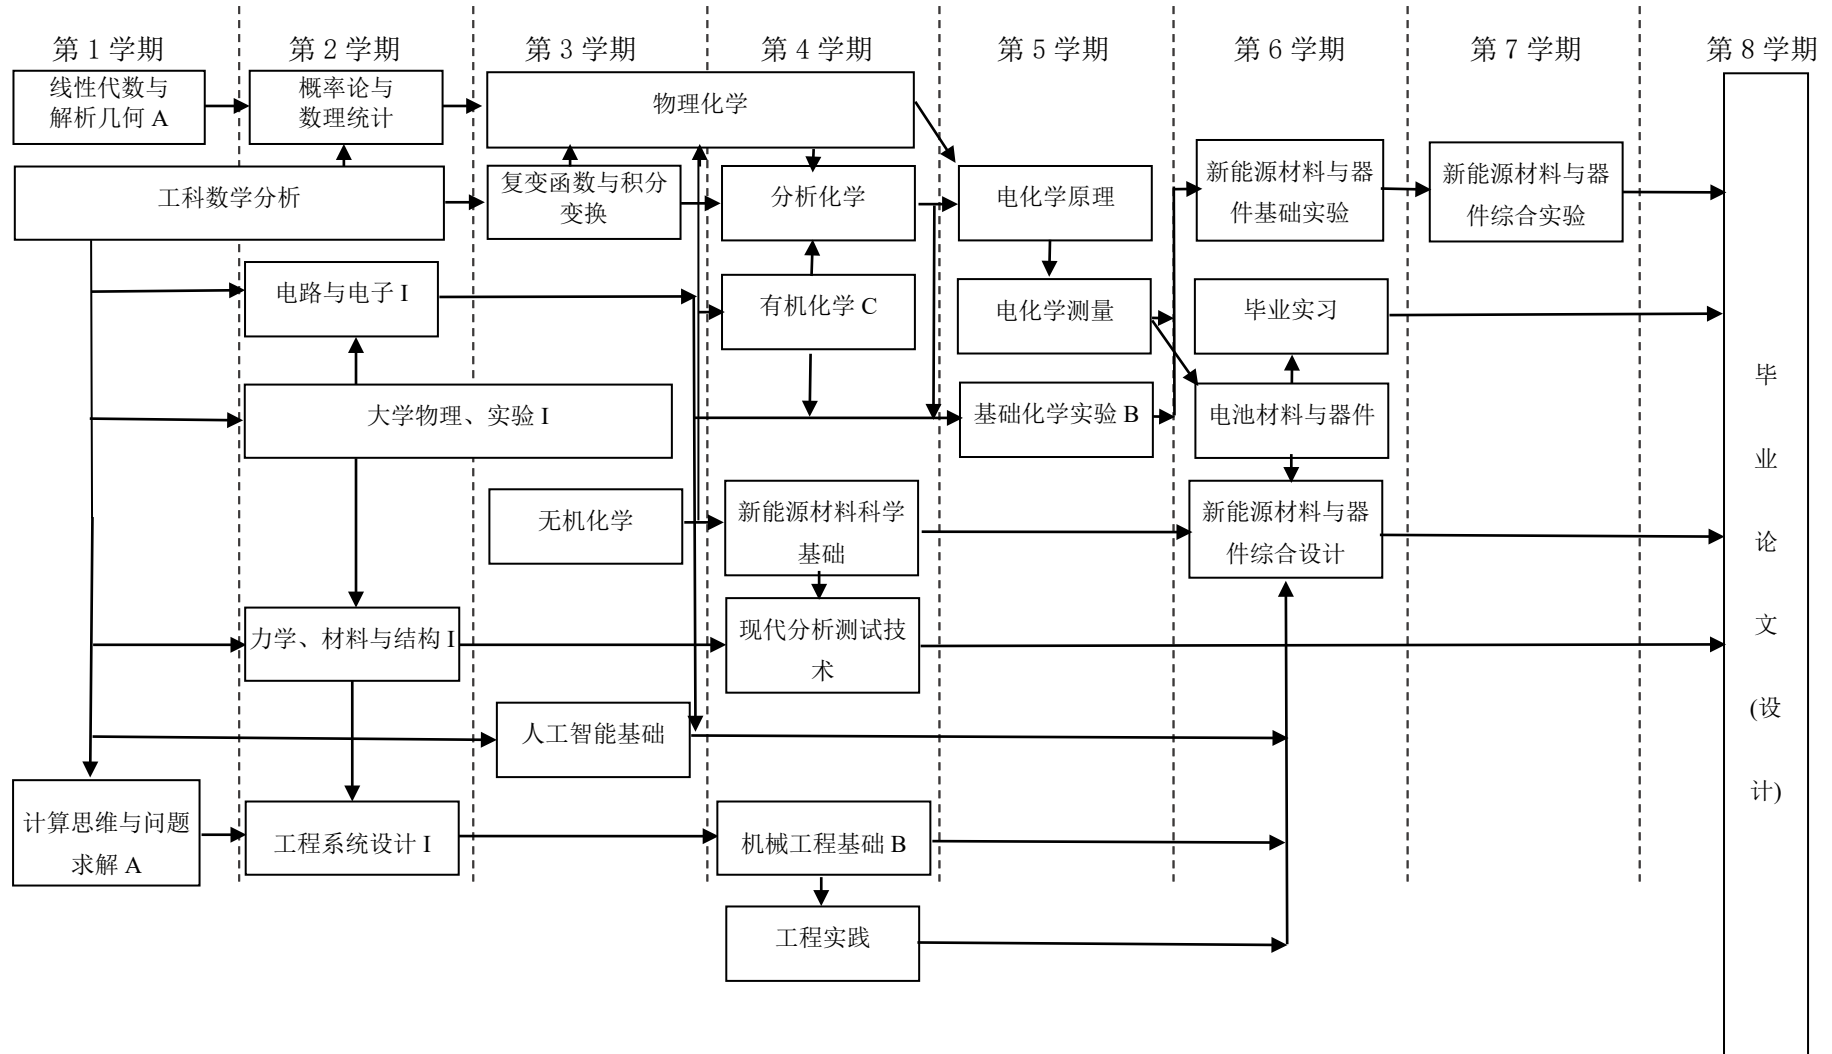 第 1 学期
第 2 学期
第 3 学期
第 4 学期
第 5 学期
第 6 学期
第 7 学期
第 8 学期
线性代数与
解析几何 A
概率论与
数理统计
物理化学
工科数学分析
复变函数与积分
变换
分析化学
电化学原理
新能源材料与器
件基础实验
新能源材料与器
件综合实验
电路与电子 I
有机化学 C
电化学测量
毕业实习
大学物理、实验 I
基础化学实验 B
电池材料与器件
无机化学
新能源材料科学
基础
新能源材料与器
件综合设计
力学、材料与结构 I
现代分析测试技
术
人工智能基础
计算思维与问题
求解 A
工程系统设计 I
机械工程基础 B
工程实践
毕
业
论
文
(设
计)